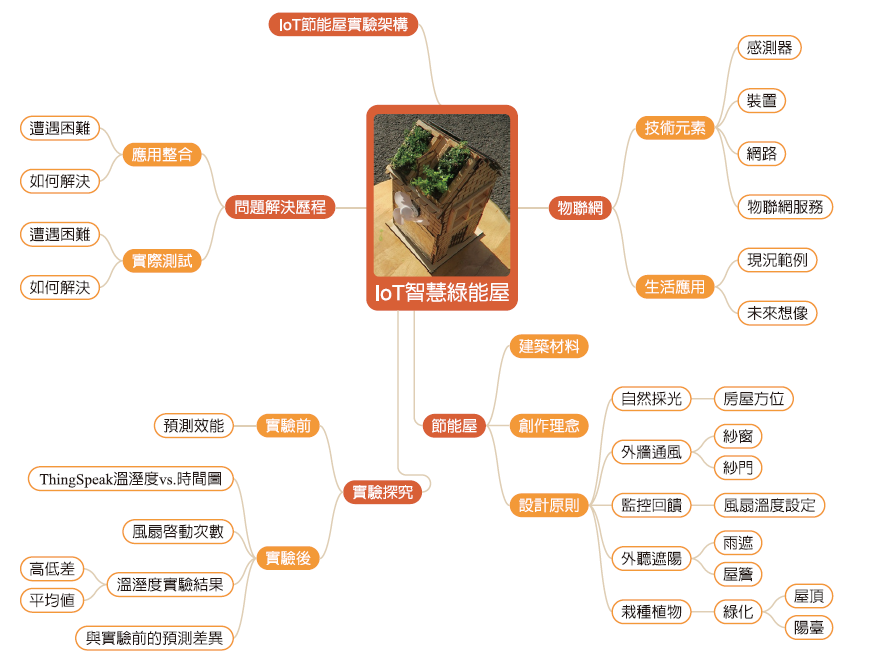 IoT節能屋實驗架構
IoT智慧綠能屋
物聯網
技術元素
感測器
裝置
網路
物聯網服務
生活應用
現況範例
未來想像
節能屋
建築材料
創作理念
設計原則
自然採光
房屋方位
外牆通風
紗窗
紗門
監控回饋
風扇溫度設定
外聽遮陽
雨遮
屋簷
栽種植物
綠化
屋頂
陽臺
實驗探究
實驗前
預測效能
實驗後
ThingSpeak溫溼度vs.時間圖
風扇啓動次數
溫溼度實驗結果
高低差
平均值
與實驗前的預測差異
問題解決歷程
應用整合
遭遇困難
如何解決
實際測試
遭遇困難
如何解決